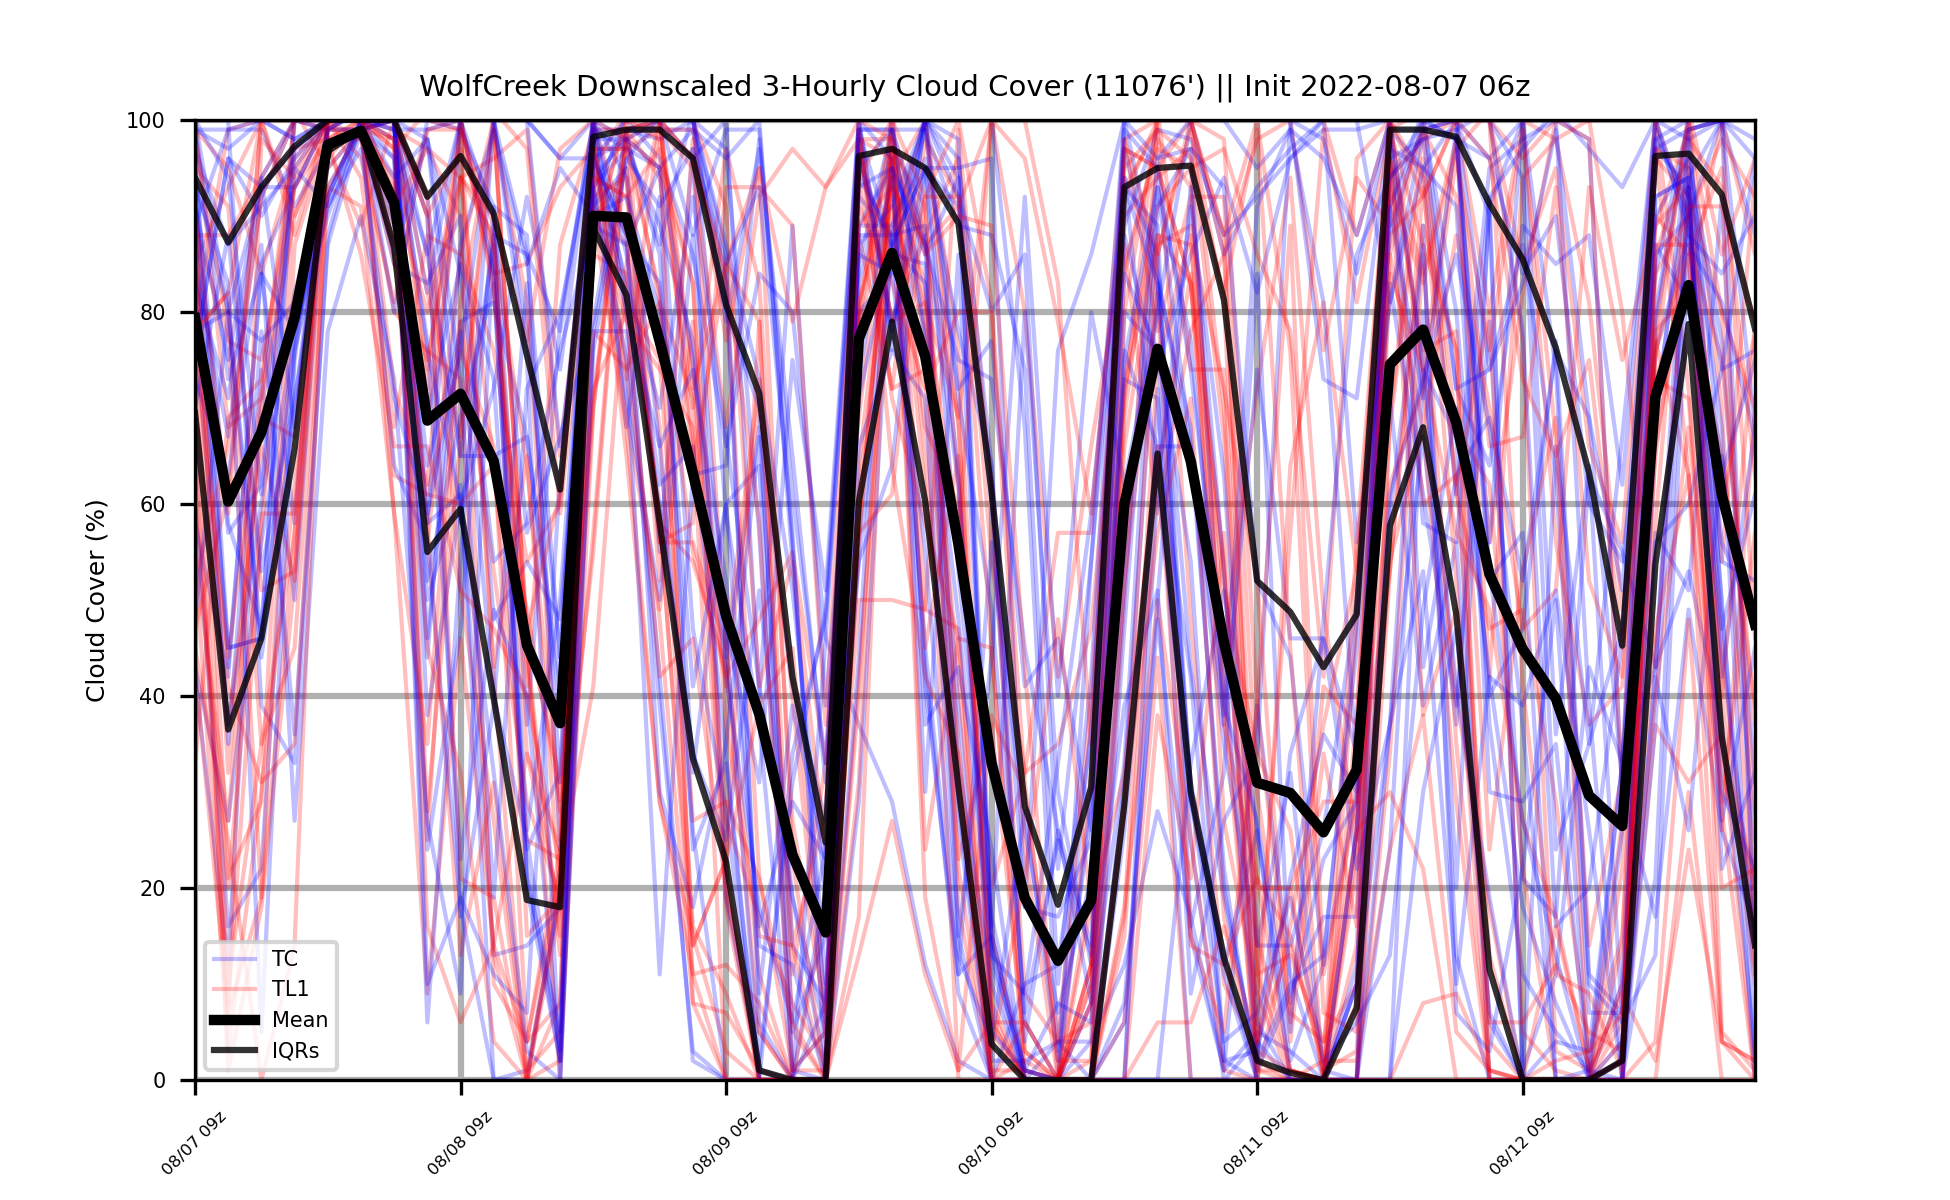 WolfCreek Downscaled 3-Hourly Cloud Cover (11076') || Init 2022-08-07 06z
Cloud Cover (%)
100
80
60
40
20
0
TC
TL1
Mean
IQRs
08/07 09z
08/08 09z
08/09 09z
08/10 09z
08/11 09z
08/12 09z